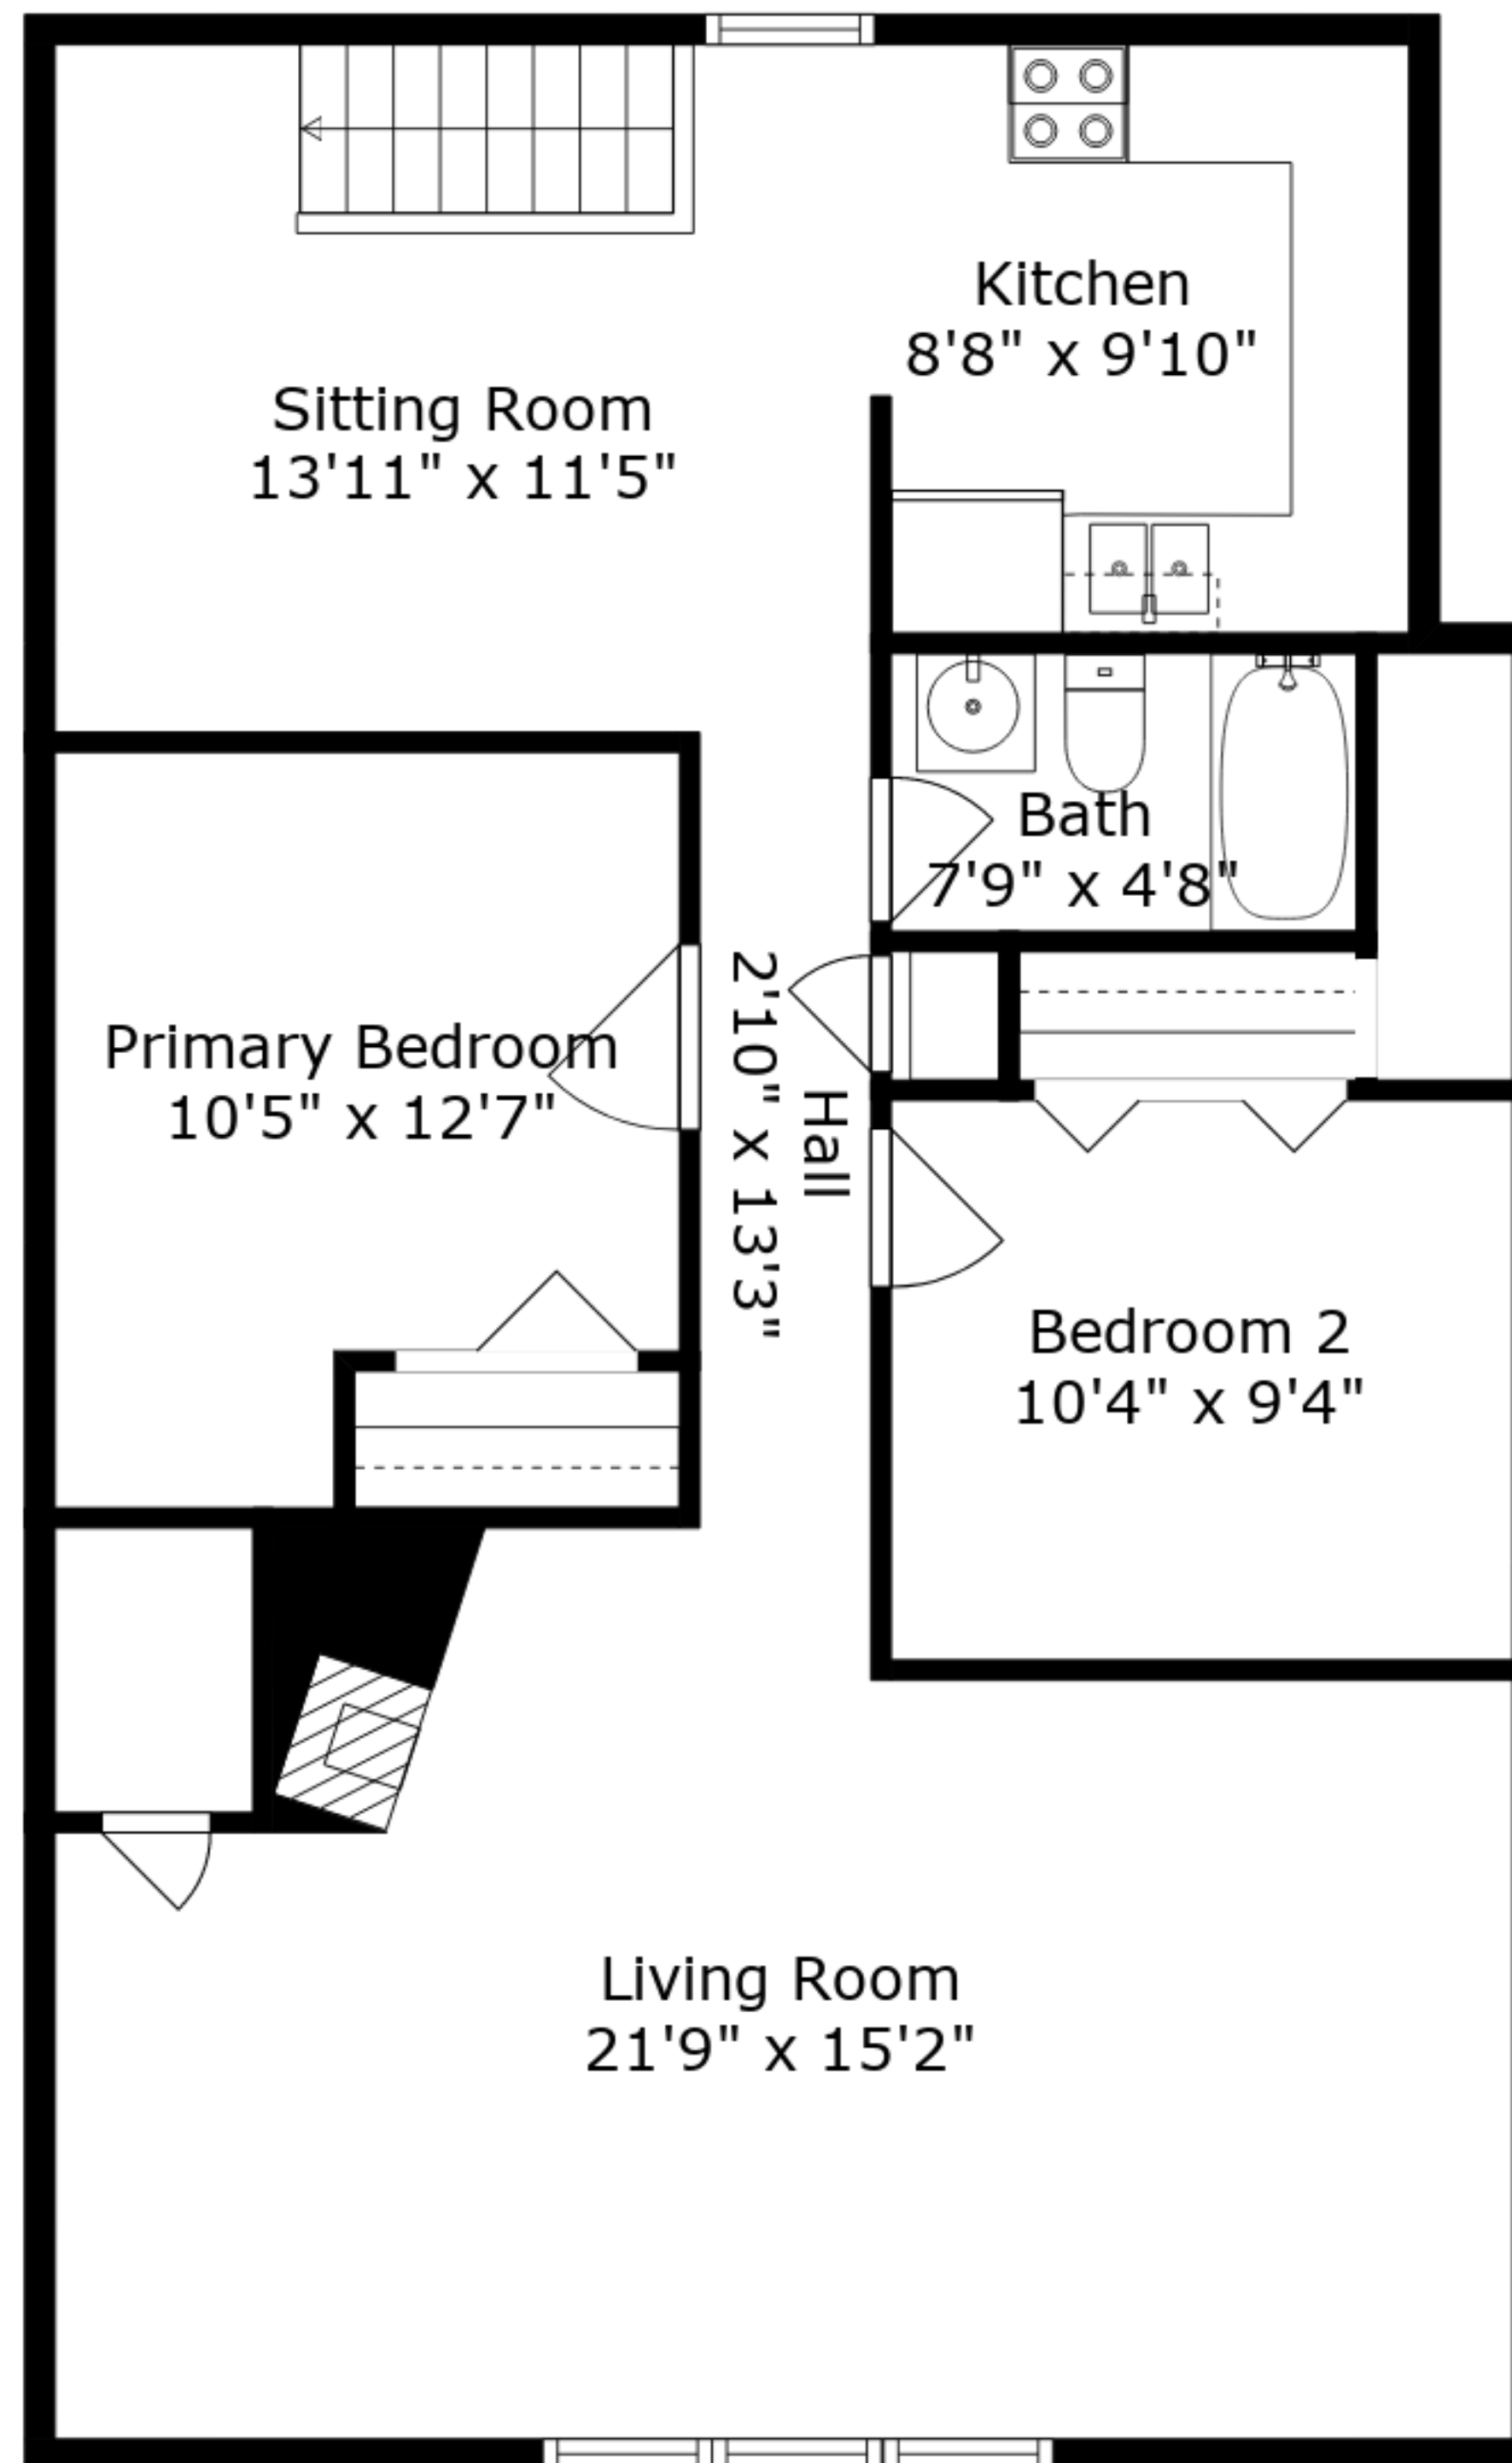 Kitchen
8'8" x 9'10"
Sitting Room
13'11" x 11'5"
Bath
7'9" x 4'8"
Primary Bedroom
10'5" x 12'7"
Hall
2'10" x 13'3"
Bedroom 2
10'4" x 9'4"
Living Room
21'9" x 15'2"